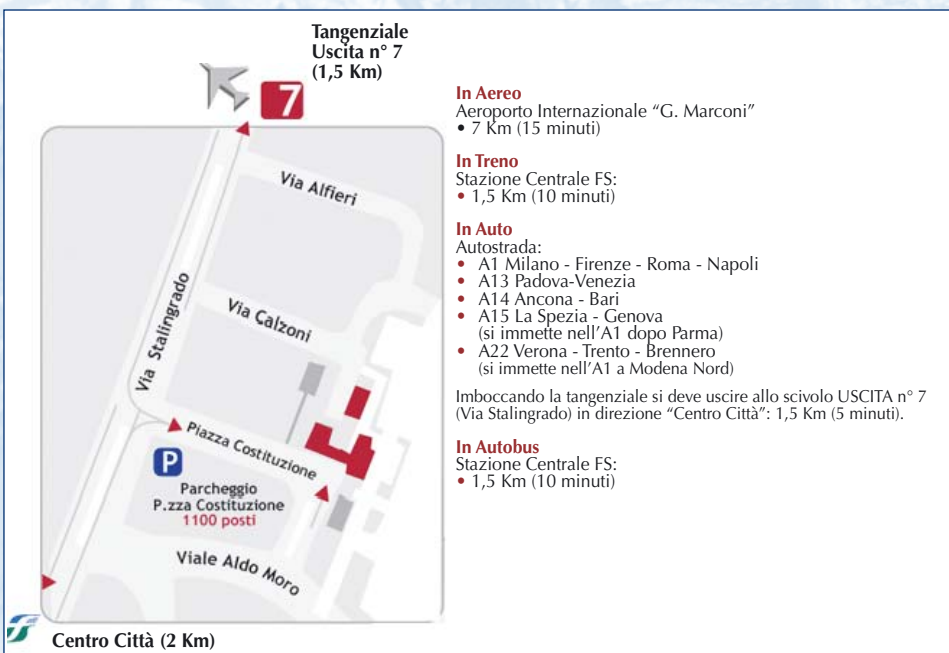 Tangenziale
Uscita n° 7
(1,5 Km)
7
Via Alfieri
Via Stalingrado
Via Calzoni
Piazza Costituzione
P
Parcheggio
P.zza Costituzione
1100 posti
Viale Aldo Moro
Centro Città (2 Km)
In Aereo
Aeroporto Internazionale “G. Marconi”
• 7 Km (15 minuti)
In Treno
Stazione Centrale FS:
• 1,5 Km (10 minuti)
In Auto
Autostrada:
• A1 Milano - Firenze - Roma - Napoli
• A13 Padova-Venezia
• A14 Ancona - Bari
• A15 La Spezia - Genova
(si immette nell’A1 dopo Parma)
• A22 Verona - Trento - Brennero
(si immette nell’A1 a Modena Nord)
Imboccando la tangenziale si deve uscire allo scivolo USCITA n° 7
(Via Stalingrado) in direzione “Centro Città”: 1,5 Km (5 minuti).
In Autobus
Stazione Centrale FS:
• 1,5 Km (10 minuti)